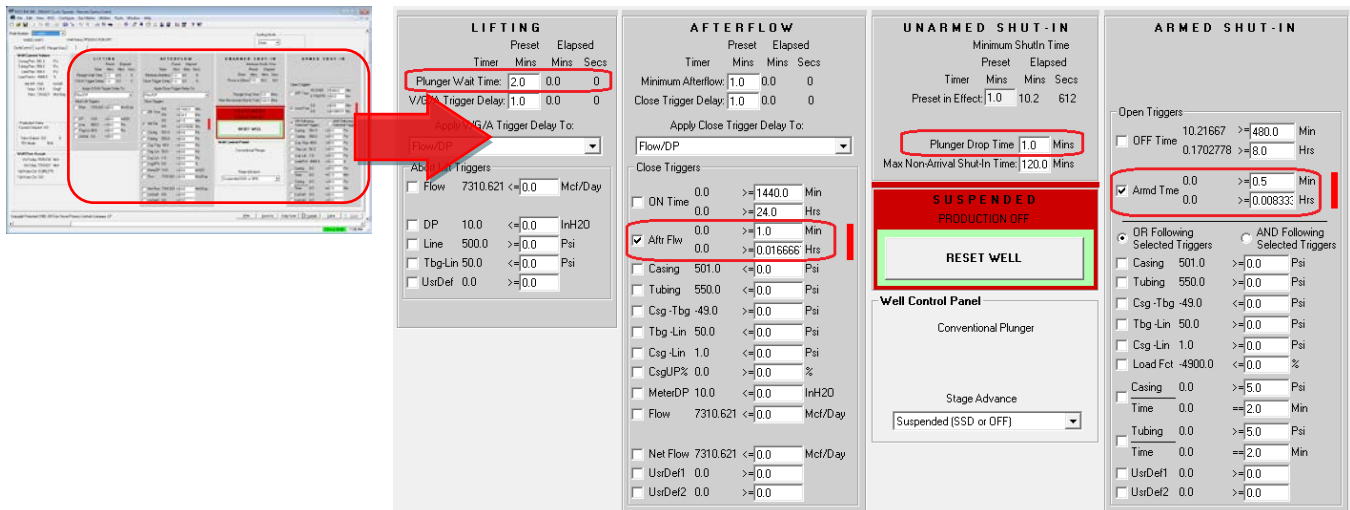 LIFTING
Preset Elapsed
Timer Mins Mins Secs
Plunger Wait Time: 2.0 0.0 0
V/G/A Trigger Delay: 1.0 0.0 0
Apply V/G/A Trigger Delay To:
Flow/DP
Abort Lift Triggers
Flow 7310.621 <= 0.0 Mcf/Day
DP 10.0 <= 0.0 InH2O
Line 500.0 >= 0.0 Psi
Tbg-Lin 50.0 <= 0.0 Psi
UsrDef 0.0 >= 0.0
AFTERFLOW
Preset Elapsed
Timer Mins Mins Secs
Minimum Afterflow: 1.0 0.0 0
Close Trigger Delay: 1.0 0.0 0
Apply Close Trigger Delay To:
Flow/DP
Close Triggers
ON Time 0.0 >= 1440.0 Min
0.0 >= 24.0 Hrs
Aftr Flw 0.0 >= 1.0 Min
0.0 >= 0.016666 Hrs
Casing 501.0 <= 0.0 Psi
Tubing 550.0 <= 0.0 Psi
Csg -Tbg -49.0 <= 0.0 Psi
Tbg -Lin 50.0 <= 0.0 Psi
Csg -Lin 1.0 <= 0.0 Psi
CsgUP% 0.0 >= 0.0 %
MeterDP 10.0 <= 0.0 InH2O
Flow 7310.621 <= 0.0 Mcf/Day
Net Flow 7310.621 <= 0.0 Mcf/Day
UsrDef1 0.0 >= 0.0
UsrDef2 0.0 >= 0.0
UNARMED SHUT-IN
Minimum ShutIn Time
Preset Elapsed
Timer Mins Mins Secs
Preset in Effect: 1.0 10.2 612
Plunger Drop Time 1.0 Mins
Max Non-Arrival Shut-In Time: 120.0 Mins
SUSPENDED
PRODUCTION OFF
RESET WELL
Well Control Panel
Conventional Plunger
Stage Advance
Suspended (SSD or OFF)
ARMED SHUT-IN
Open Triggers
OFF Time 10.21667 >= 480.0 Min
0.1702778 >= 8.0 Hrs
Armd Tme 0.0 >= 0.5 Min
0.0 >= 0.008333 Hrs
OR Following Selected Triggers
AND Following Selected Triggers
Casing 501.0 >= 0.0 Psi
Tubing 550.0 >= 0.0 Psi
Csg -Tbg -49.0 <= 0.0 Psi
Tbg -Lin 50.0 >= 0.0 Psi
Csg -Lin 1.0 >= 0.0 Psi
Load Fct -4900.0 <= 0.0 %
Casing 0.0 >= 5.0 Psi
Time 0.0 == 2.0 Min
Tubing 0.0 >= 5.0 Psi
Time 0.0 == 2.0 Min
UsrDef1 0.0 >= 0.0
UsrDef2 0.0 >= 0.0